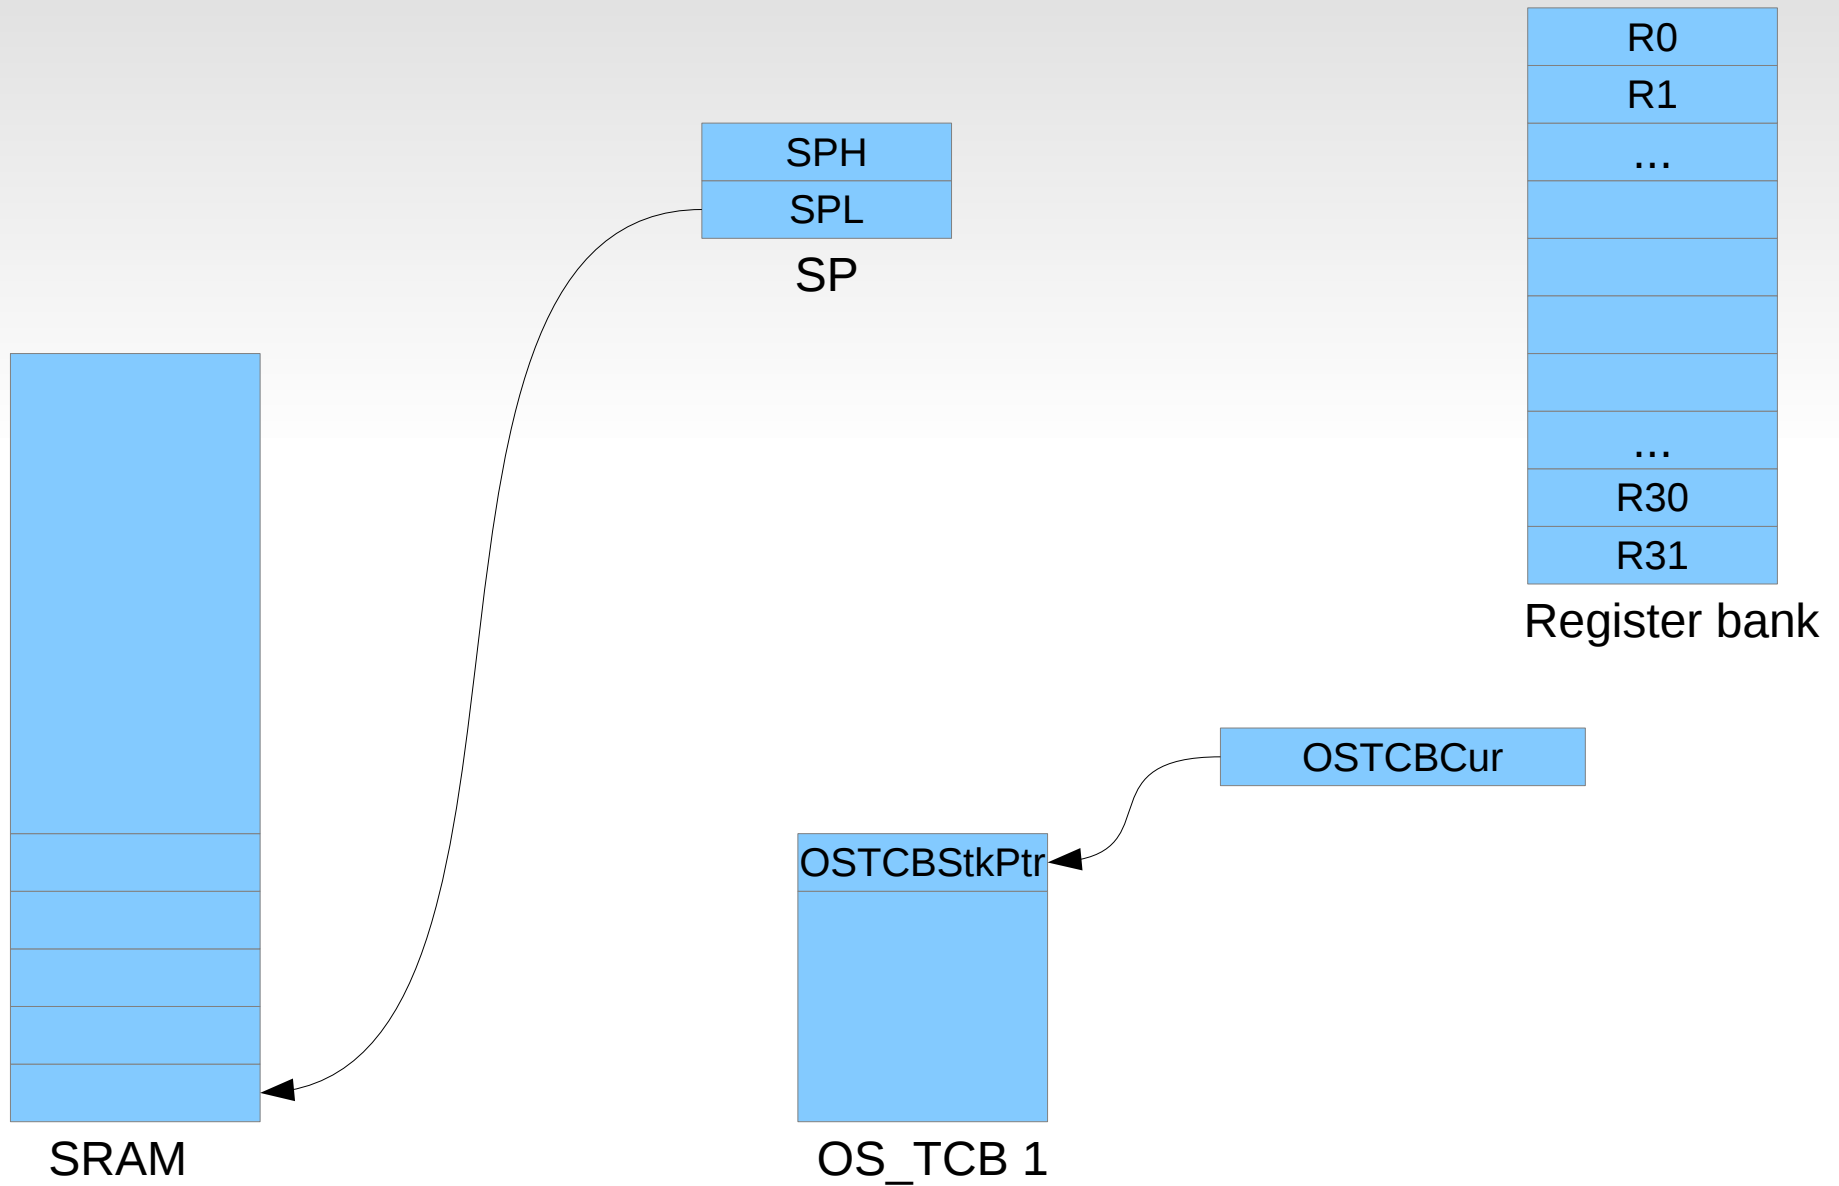 R0
R1
...
...
R30
R31
Register bank
SPH
SPL
SP
OSTCBCur
OSTCBStkPtr
SRAM
OS_TCB 1